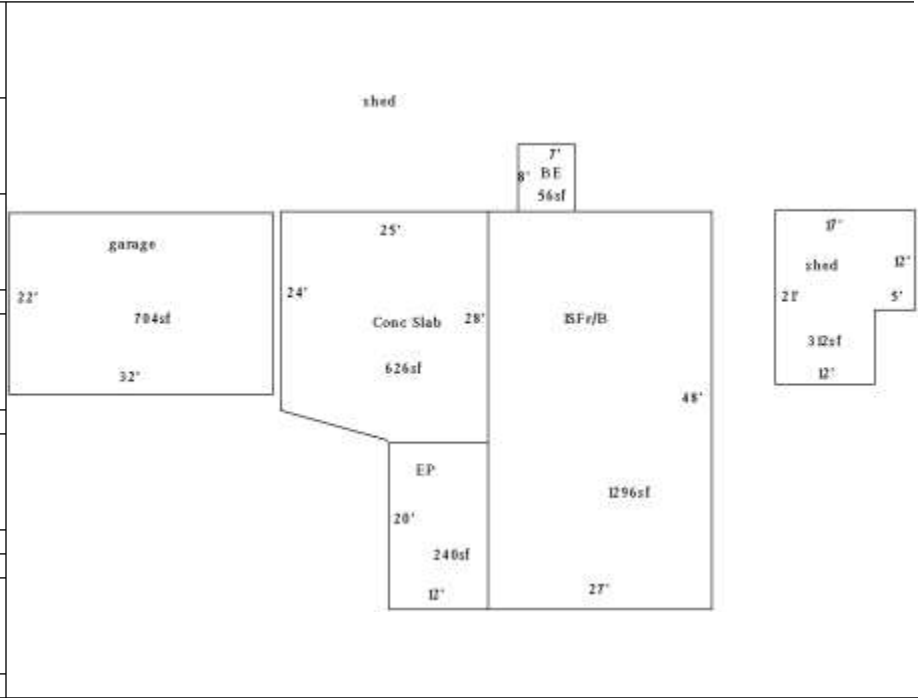 shed
7'
8' BE
56sf
garage
22'
704sf
32'
25'
24'
Conc Slab
28'
626sf
1SFr/B
48'
1296sf
27'
EP
20'
240sf
12'
17'
shed
12'
21'
5'
312sf
12'